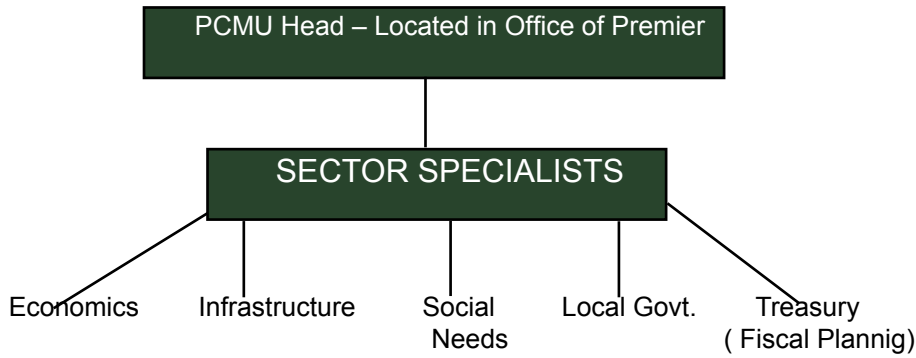 PCMU Head – Located in Office of Premier
SECTOR SPECIALISTS
Economics
Infrastructure
Social
Needs
Local Govt.
Treasury
( Fiscal Plannig)